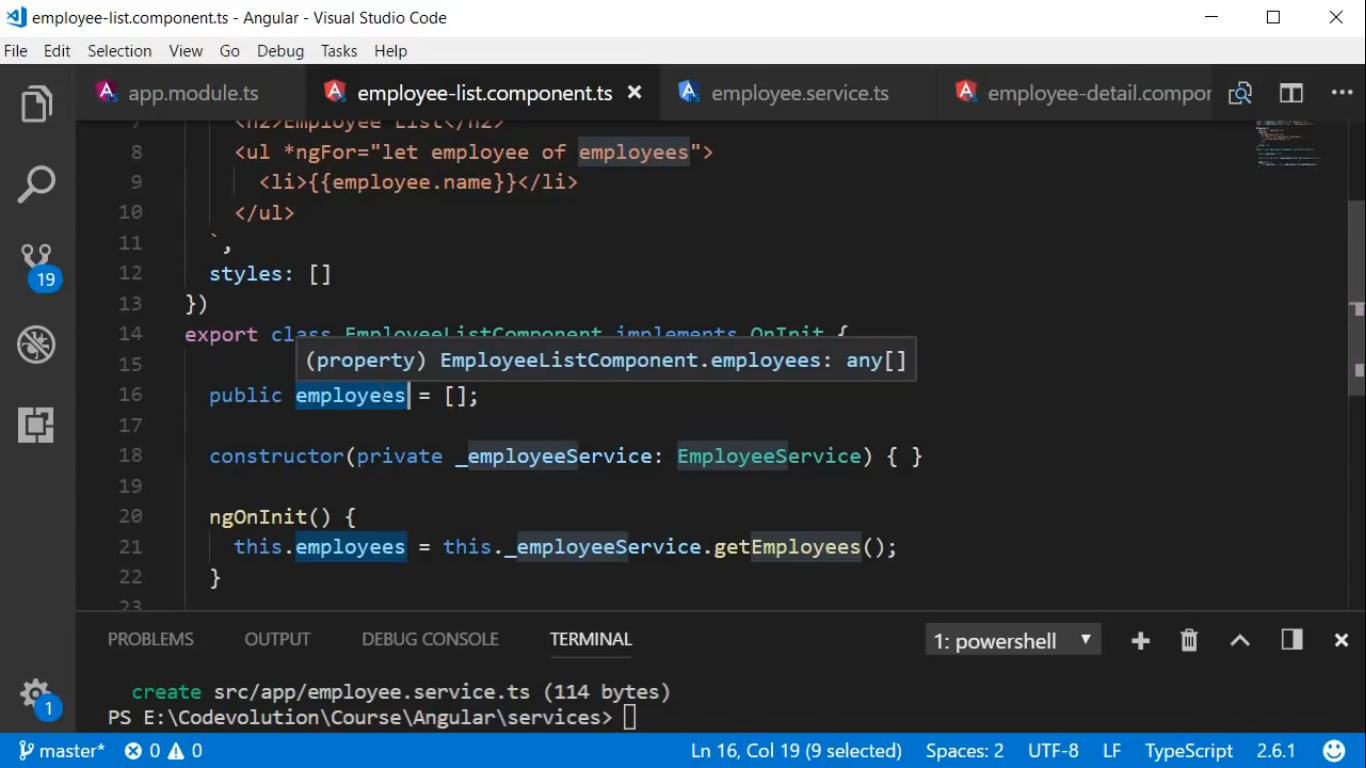 employee-list.component.ts - Angular - Visual Studio Code
File Edit Selection View Go Debug Tasks Help
app.module.ts employee-list.component.ts employee.service.ts employee-detail.compor
7 <h2>Employee List</h2>
8 <ul *ngFor="let employee of employees">
9 <li>{{employee.name}}</li>
10 </ul>
11 `,
12 styles: []
13 })
14 export class EmployeeListComponent implements OnInit {
(property) EmployeeListComponent.employees: any[]
15
16 public employees = [];
17
18 constructor(private _employeeService: EmployeeService) { }
19
20 ngOnInit() {
21 this.employees = this._employeeService.getEmployees();
22 }
23
19
1
PROBLEMS OUTPUT DEBUG CONSOLE TERMINAL 1: powershell
create src/app/employee.service.ts (114 bytes)
PS E:\Codevolution\Course\Angular\services>
master* 0 0 Ln 16, Col 19 (9 selected) Spaces: 2 UTF-8 LF TypeScript 2.6.1